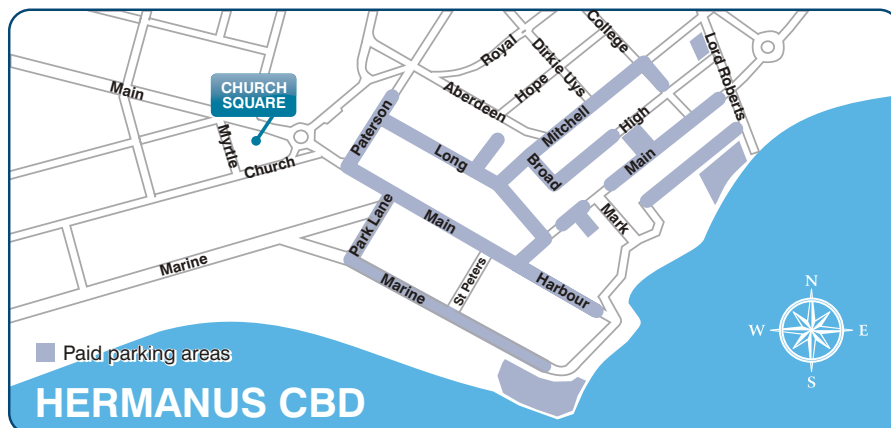 College
Royal
Dirkie Uys
Lord Roberts
Hope
Main
CHURCH
SQUARE
Aberdeen
Mitchell
High
Paterson
Myrtle
Long
Broad
Main
Church
Mark
Park Lane
Main
Marine
St Peters
Marine
Harbour
N
W
E
S
Paid parking areas
HERMANUS CBD